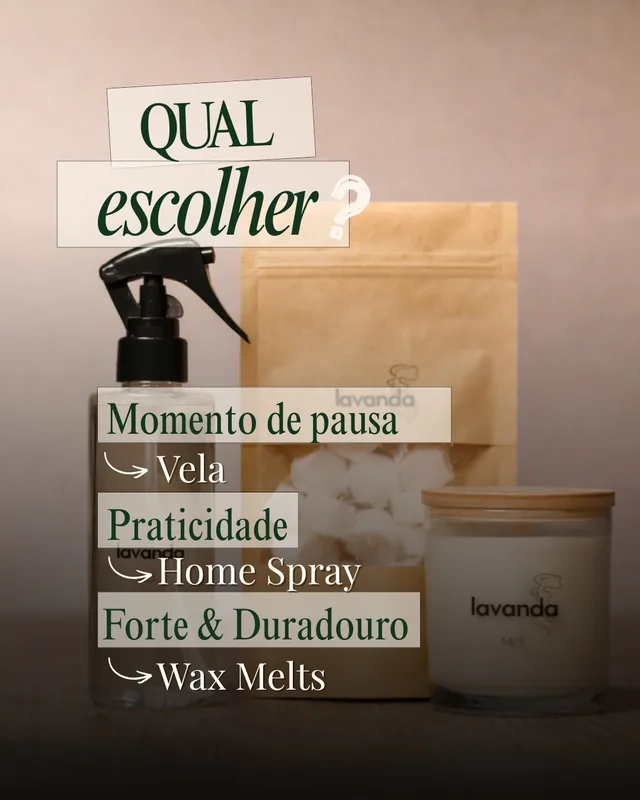 QUAL
escolher?
lavanda
Momento de pausa
Vela
Praticidade
lavanda
Home Spray
lavanda
Forte & Duradouro
Wax Melts